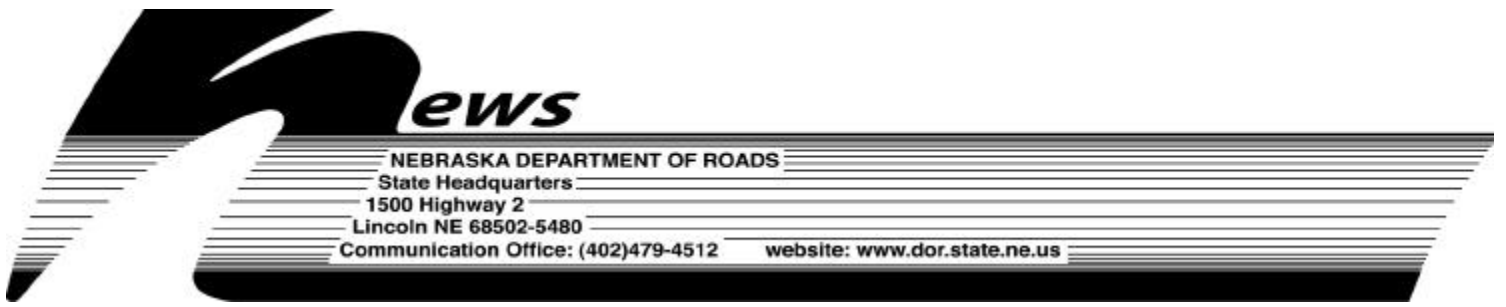 news
NEBRASKA DEPARTMENT OF ROADS
State Headquarters
1500 Highway 2
Lincoln NE 68502-5480
Communication Office: (402)479-4512 website: www.dor.state.ne.us